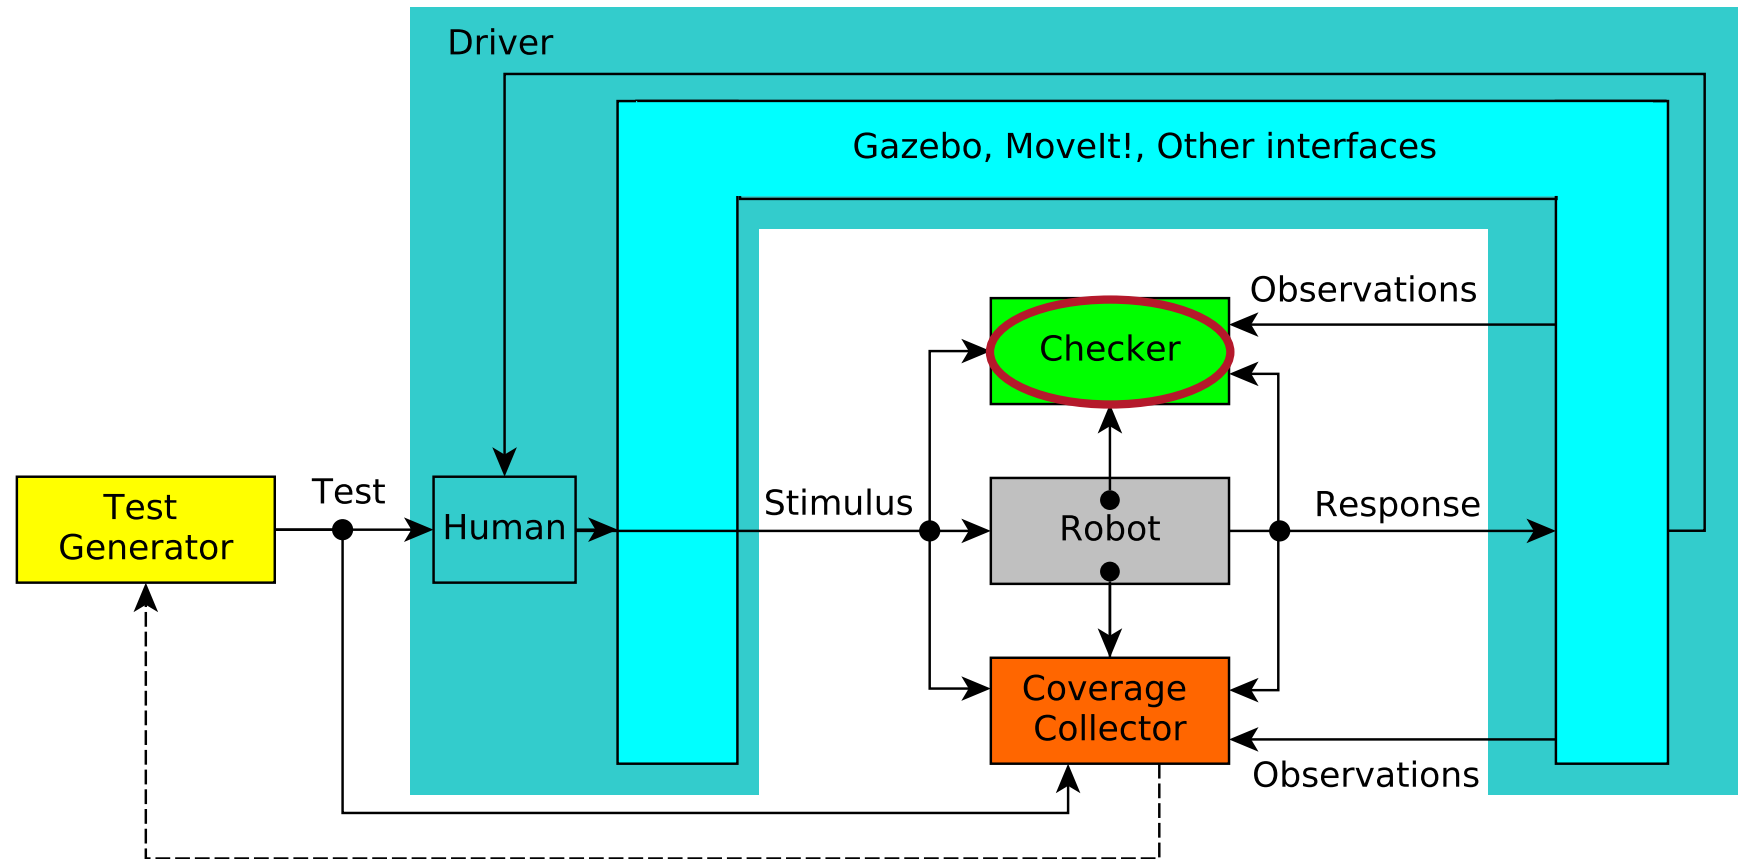 Driver
Gazebo, MoveIt!, Other interfaces
Observations
Checker
Test
Test
Generator
Human
Stimulus
Robot
Response
Coverage
Collector
Observations